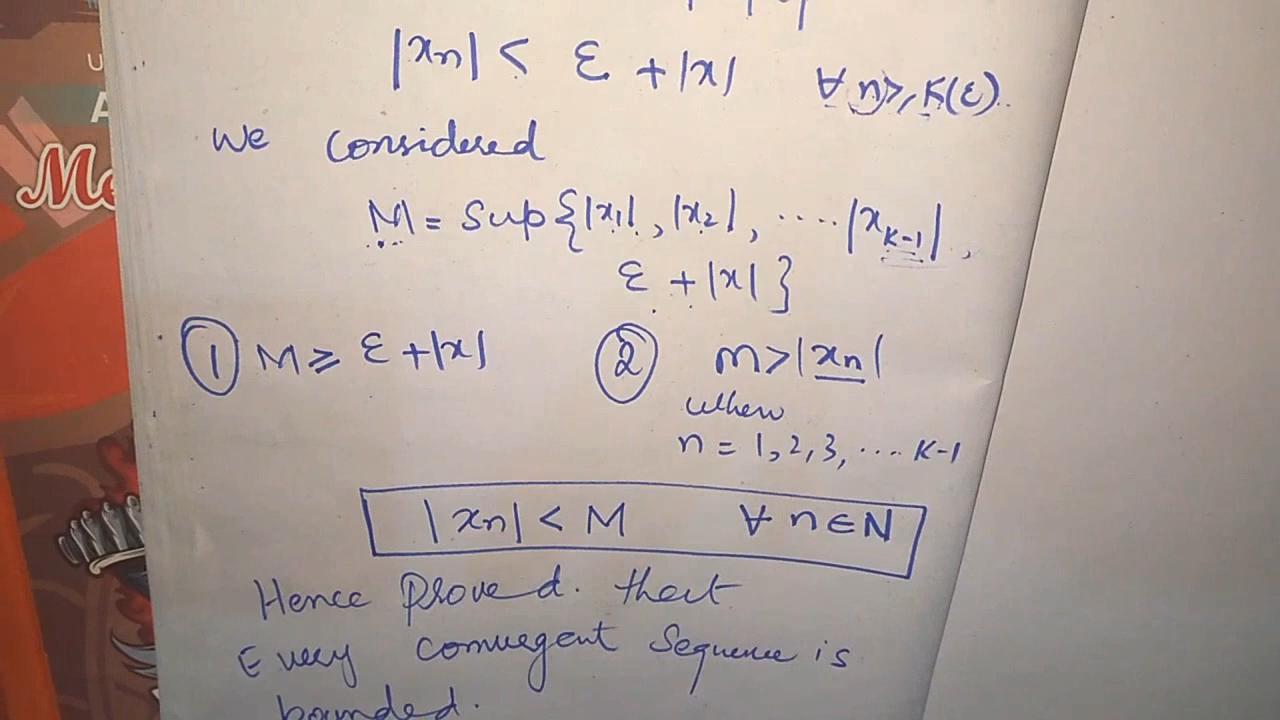 |xn| < ε + |x| ∀ n ≥, K(ε).
We considered
M = Sup{|x₁|, |x₂|, ....|x_K-1|,
ε + |x| }
① M ≥ ε + |x| ② m > |xn|
when
n = 1, 2, 3, .... K-1
|xn| < M ∀ n ∈ N
Hence Proved. that
Every convergent Sequence is
bounded.